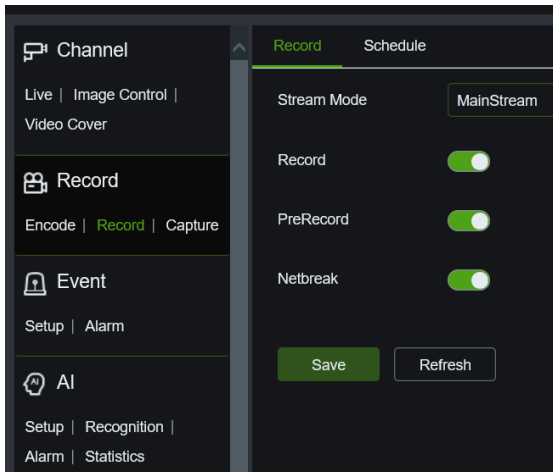 Channel
Live | Image Control |
Video Cover
Record
Encode | Record | Capture
Event
Setup | Alarm
AI
AI
Setup | Recognition |
Alarm | Statistics
Record Schedule
Stream Mode MainStream
Record
PreRecord
Netbreak
Save Refresh